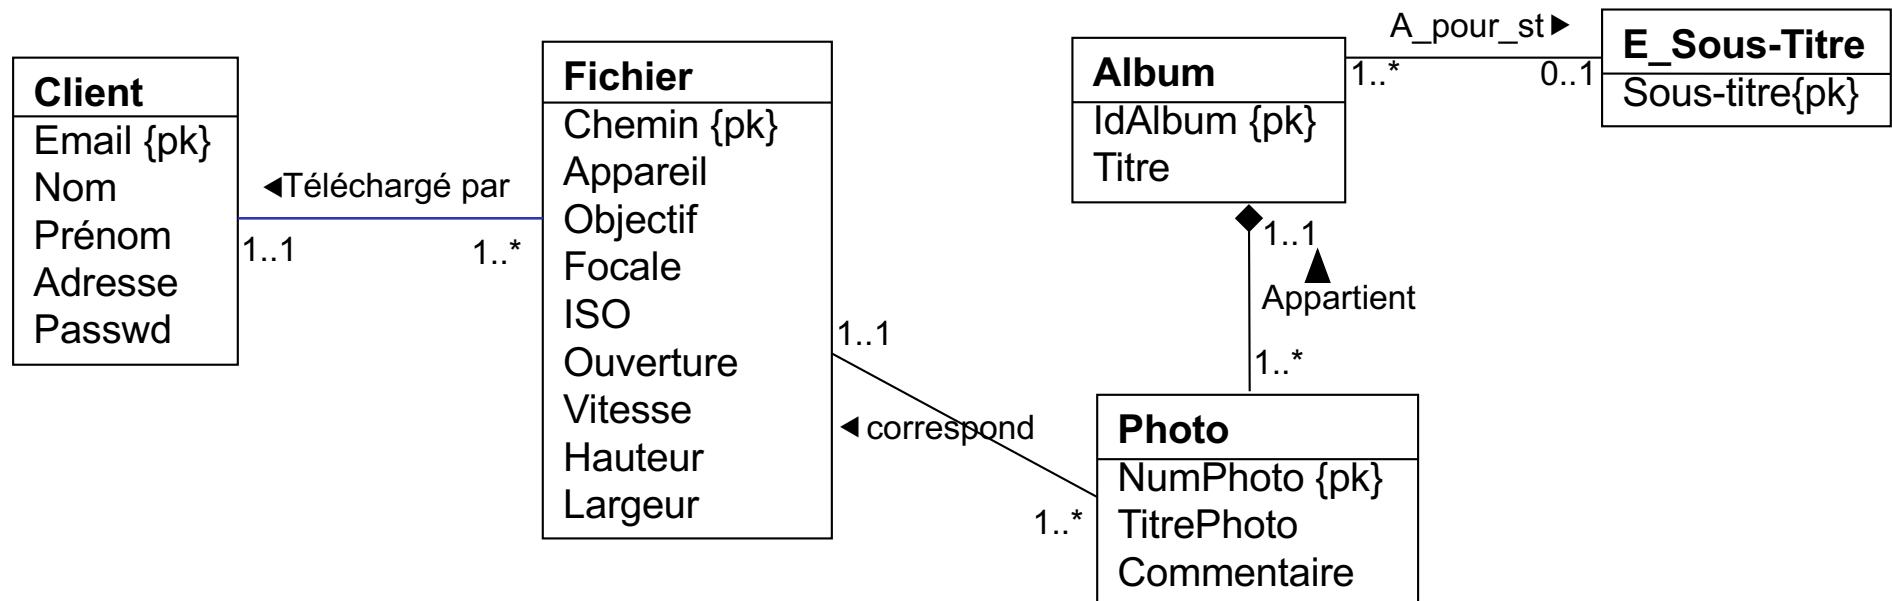 Client
Email {pk}
Nom
Prénom
Adresse
Passwd
◄Téléchargé par
1..1
1..*
Fichier
Chemin {pk}
Appareil
Objectif
Focale
ISO
Ouverture
Vitesse
Hauteur
Largeur
1..1
◄ correspond
1..*
Album
IdAlbum {pk}
Titre
A_pour_st►
1..*
0..1
E_Sous-Titre
Sous-titre{pk}
1..1
▲
Appartient
1..*
Photo
NumPhoto {pk}
TitrePhoto
Commentaire